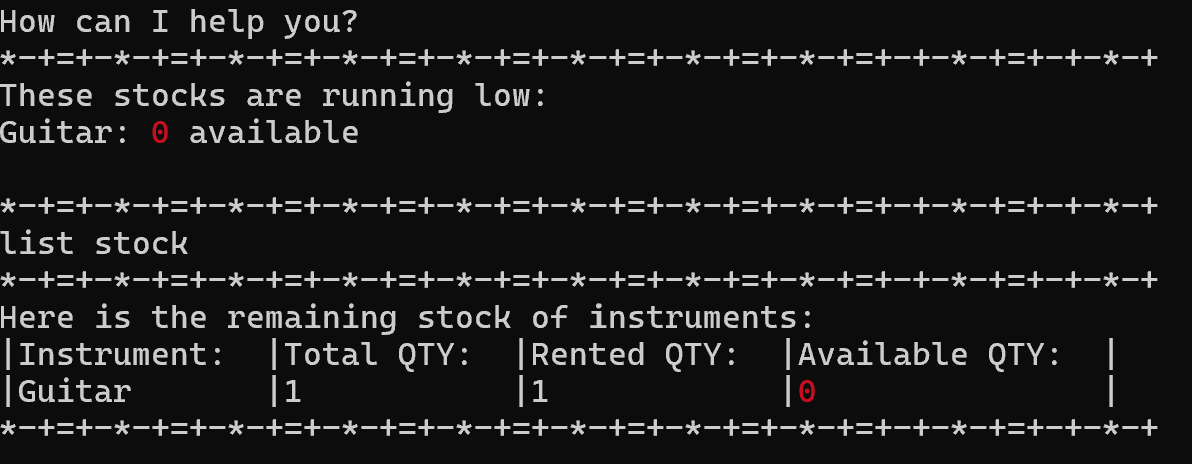 How can I help you?
*-+=+-*-+=+-*-+=+-*-+=+-*-+=+-*-+=+-*-+=+-+-*-+=+-+-*-+
These stocks are running low:
Guitar: 0 available
*-+=+-*-+=+-*-+=+-*-+=+-*-+=+-*-+=+-*-+=+-+-*-+=+-+-*-+
list stock
*-+=+-*-+=+-*-+=+-*-+=+-*-+=+-*-+=+-*-+=+-+-*-+=+-+-*-+
Here is the remaining stock of instruments:
|Instrument:  |Total QTY:  |Rented QTY:  |Available QTY:  |
|Guitar       |1           |1            |0               |
*-+=+-*-+=+-*-+=+-*-+=+-*-+=+-*-+=+-*-+=+-+-*-+=+-+-*-+